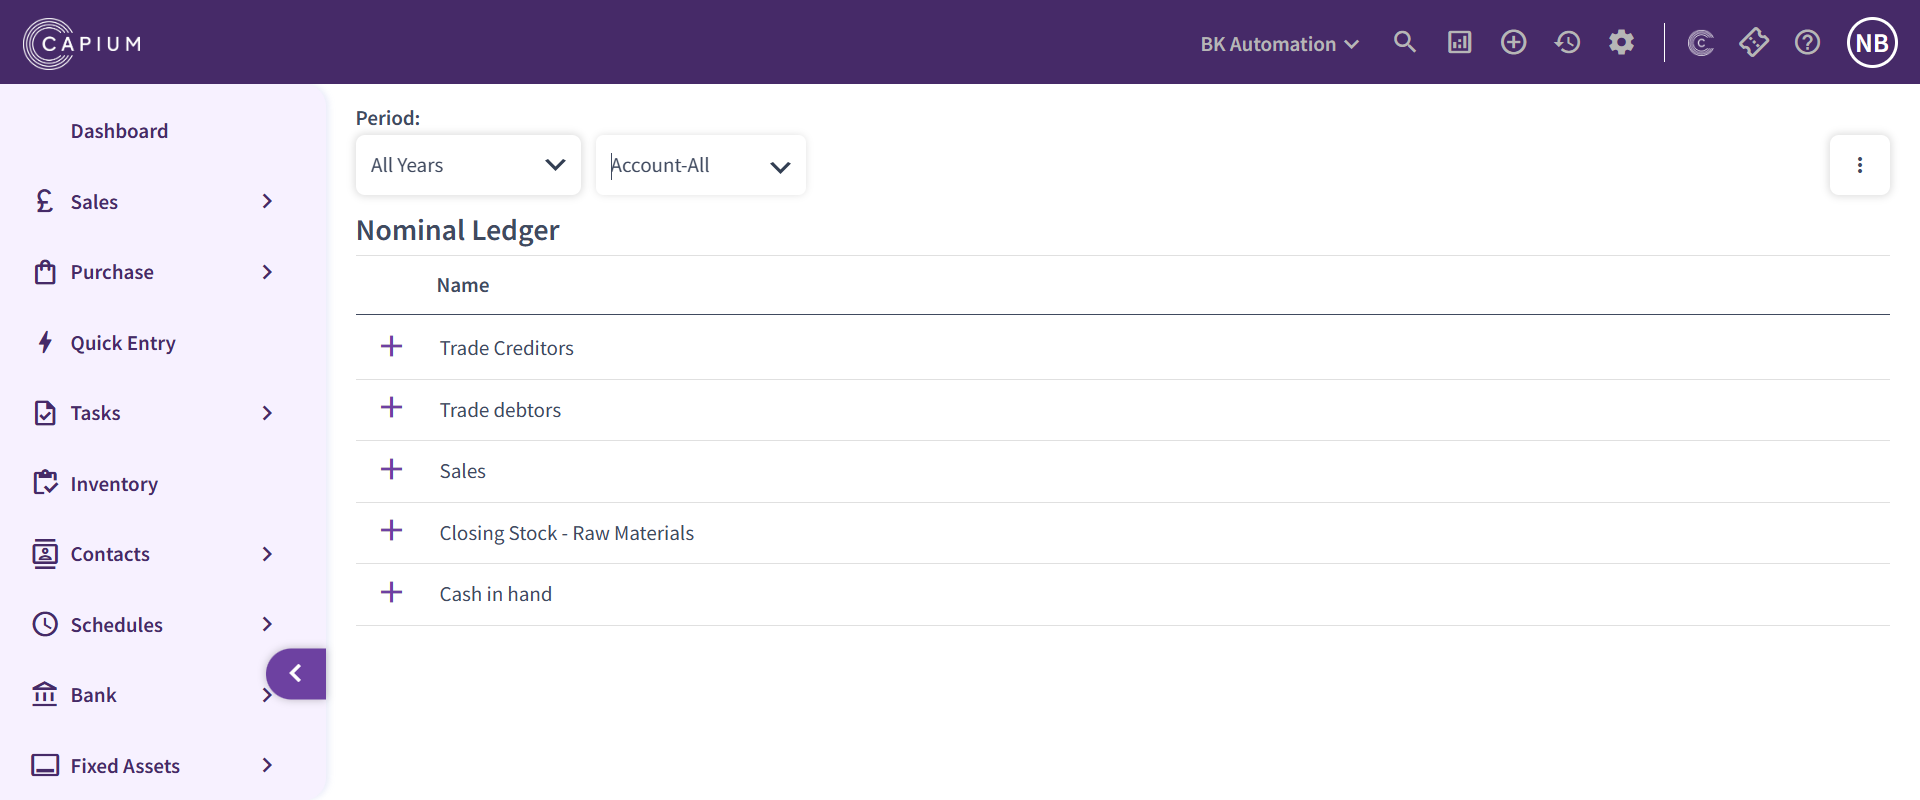 CAPIUM
BK Automation
NB
Dashboard
Sales
Purchase
Quick Entry
Tasks
Inventory
Contacts
Schedules
Bank
Fixed Assets
Period:
All Years
Account-All
Nominal Ledger
Name
Trade Creditors
Trade debtors
Sales
Closing Stock - Raw Materials
Cash in hand